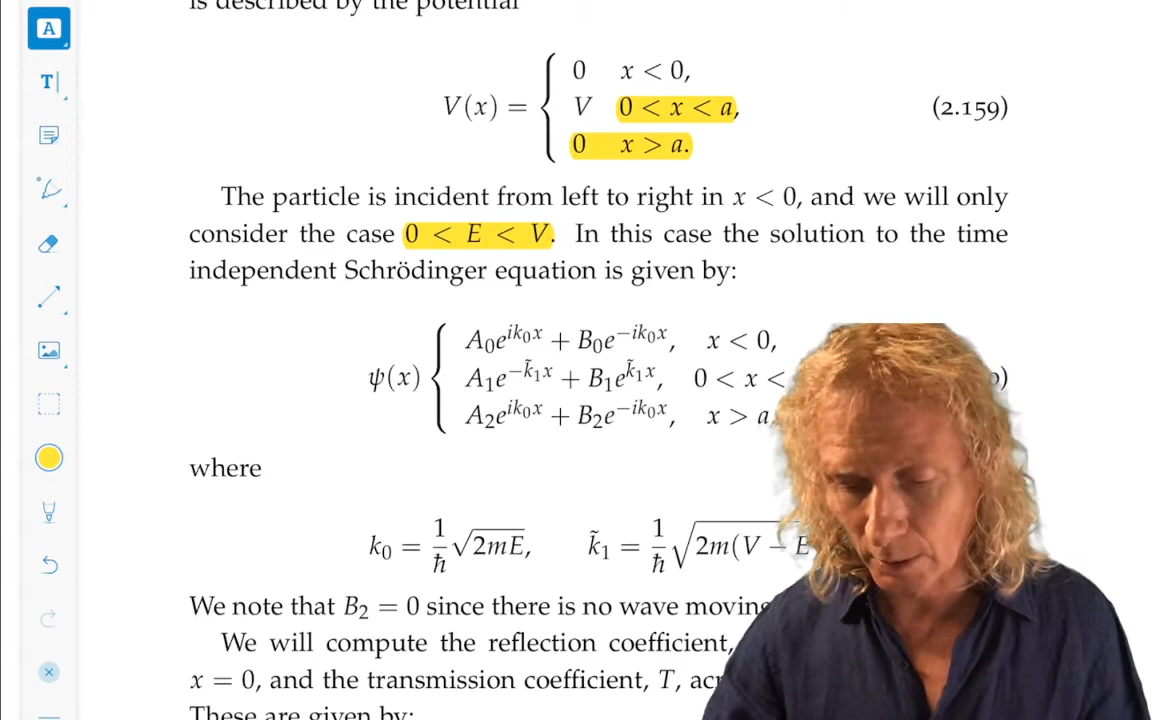 is described by the potential
V(x) = { 0 x < 0,
V 0 < x < a, (2.159)
0 x > a.
The particle is incident from left to right in x < 0, and we will only
consider the case 0 < E < V. In this case the solution to the time
independent Schrödinger equation is given by:
A₀e^{ik₀x} + B₀e^{−ik₀x}, x < 0,
ψ(x) { A₁e^{−k̃₁x} + B₁e^{k̃₁x}, 0 < x <
A₂e^{ik₀x} + B₂e^{−ik₀x}, x > a,
where
k₀ = 1/ħ √2mE, k̃₁ = 1/ħ √2m(V − E
We note that B₂ = 0 since there is no wave moving
We will compute the reflection coefficient,
x = 0, and the transmission coefficient, T,
These are given by: